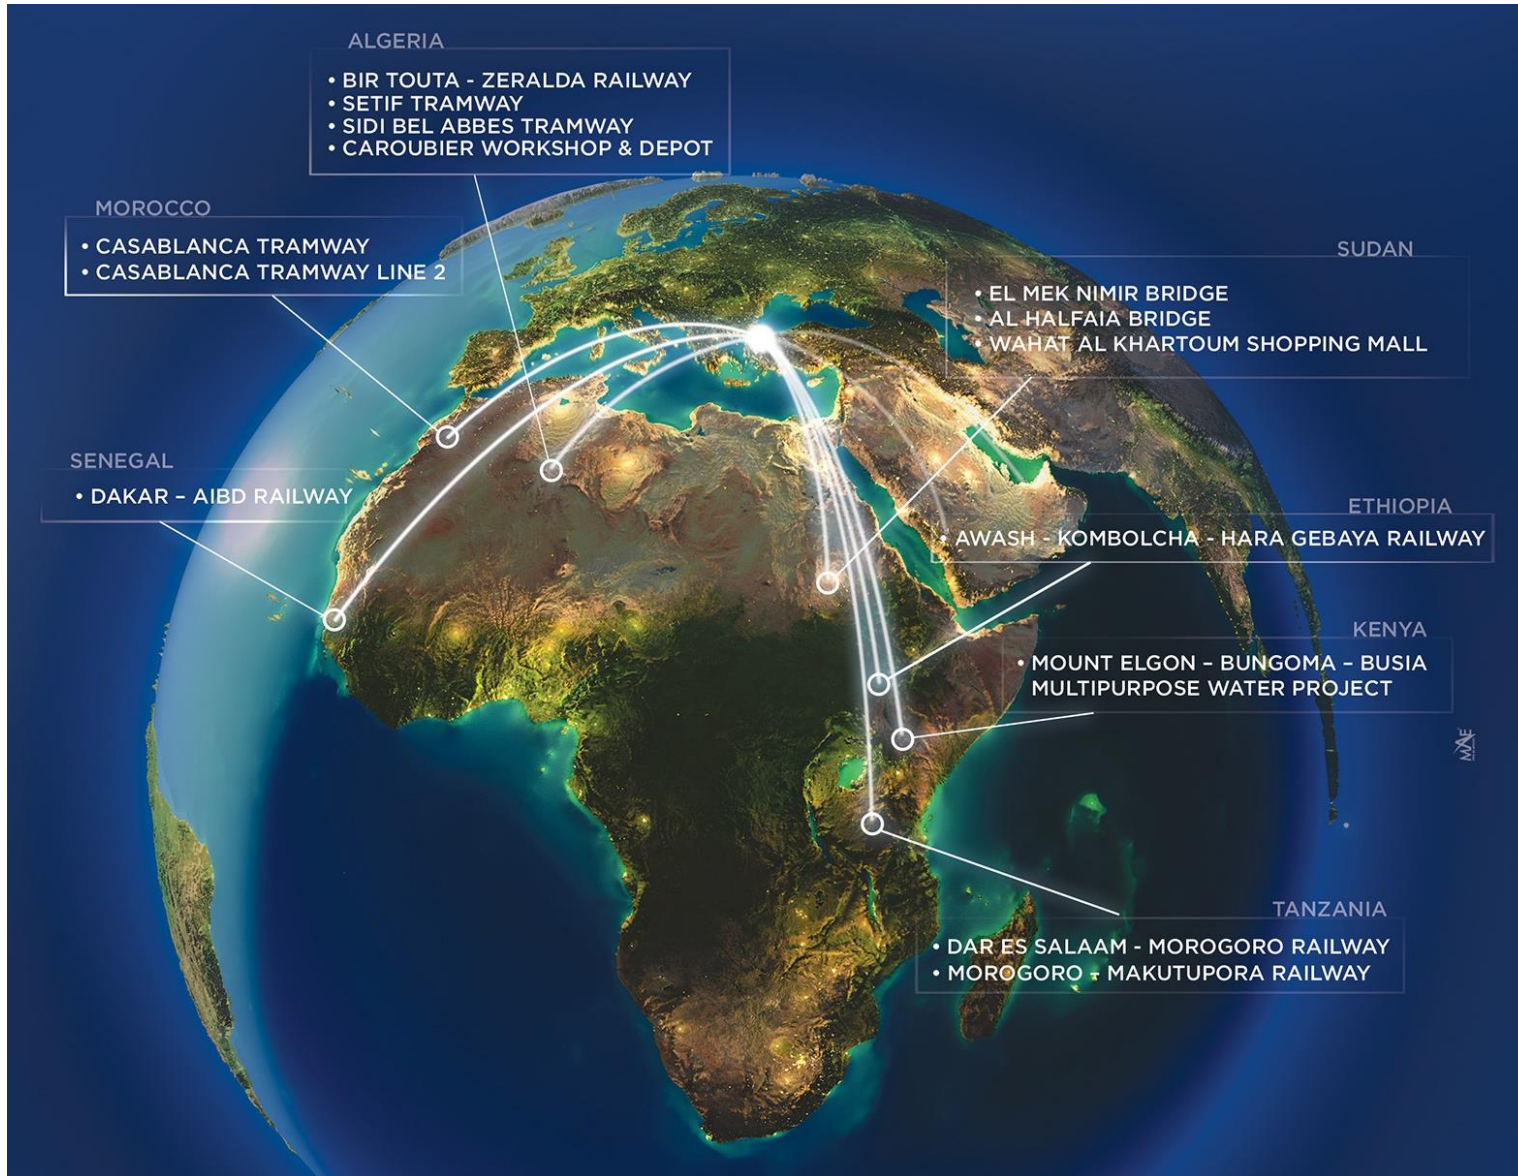 ALGERIA
• BIR TOUTA - ZERALDA RAILWAY
• SETIF TRAMWAY
• SIDI BEL ABBES TRAMWAY
• CAROUBIER WORKSHOP & DEPOT
MOROCCO
• CASABLANCA TRAMWAY
• CASABLANCA TRAMWAY LINE 2
SUDAN
• EL MEK NIMIR BRIDGE
• AL HALFAIA BRIDGE
• WAHAT AL KHARTOUM SHOPPING MALL
SENEGAL
• DAKAR – AIBD RAILWAY
ETHIOPIA
• AWASH - KOMBOLCHA - HARA GEBAYA RAILWAY
KENYA
• MOUNT ELGON – BUNGOMA – BUSIA
MULTIPURPOSE WATER PROJECT
TANZANIA
• DAR ES SALAAM - MOROGORO RAILWAY
• MOROGORO - MAKUTUPORA RAILWAY